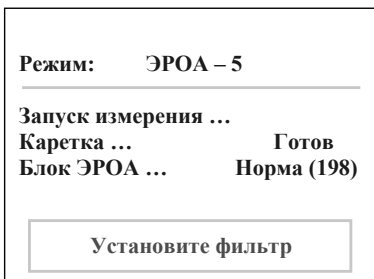 Режим: ЭРОА – 5
Запуск измерения …
Каретка … Готов
Блок ЭРОА … Норма (198)
Установите фильтр